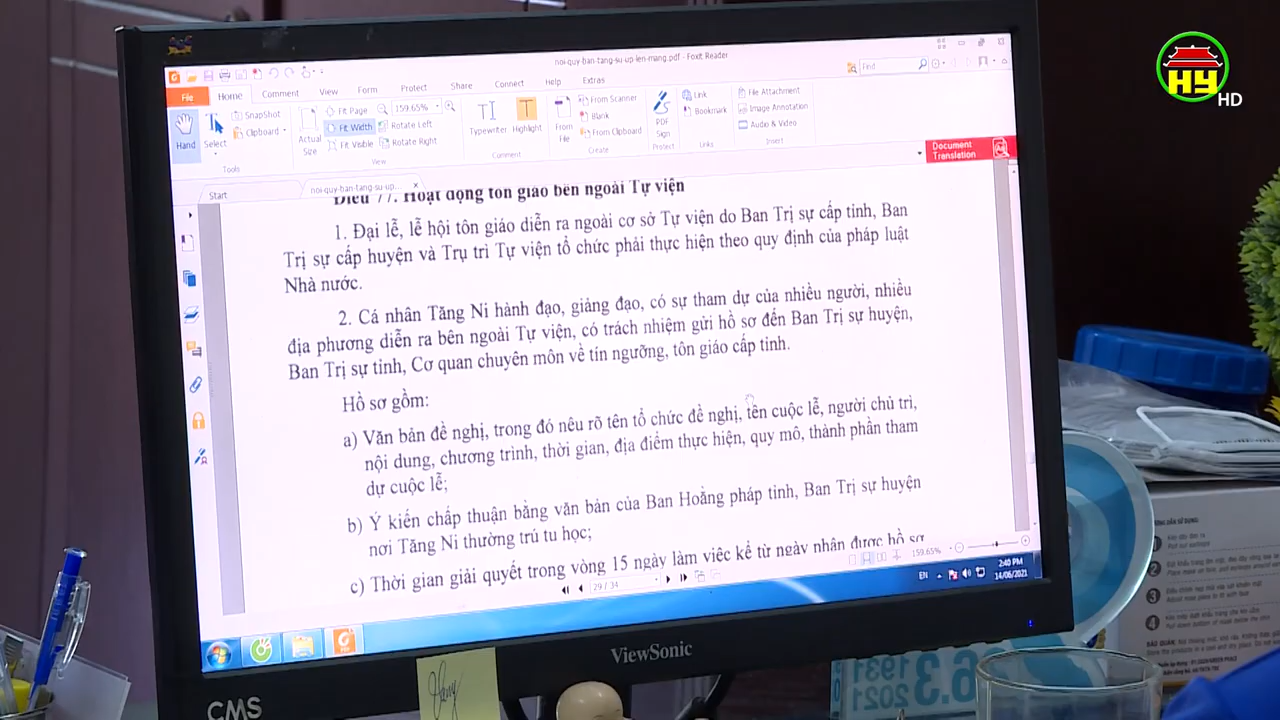 HY HD
noi-quy-ban-tang-su-up-len-mang.pdf - Foxit Reader
File Home Comment View Form Protect Share Connect Help Extras
Find
Hand
Select
SnapShot
Clipboard
Tools
Actual Size
Fit Page
Fit Width
Fit Visible
159.65%
Rotate Left
Rotate Right
View
Typewriter
Highlight
Comment
From File
From Scanner
Blank
From Clipboard
Create
PDF Sign
Protect
Link
Bookmark
Links
File Attachment
Image Annotation
Audio & Video
Insert
Document Translation
Start
noi-quy-ban-tang-su-up...
Điều 77. Hoạt động tôn giáo bên ngoài Tự viện
1. Đại lễ, lễ hội tôn giáo diễn ra ngoài cơ sở Tự viện do Ban Trị sự cấp tỉnh, Ban
Trị sự cấp huyện và Trụ trì Tự viện tổ chức phải thực hiện theo quy định của pháp luật
Nhà nước.
2. Cá nhân Tăng Ni hành đạo, giảng đạo, có sự tham dự của nhiều người, nhiều
địa phương diễn ra bên ngoài Tự viện, có trách nhiệm gửi hồ sơ đến Ban Trị sự huyện,
Ban Trị sự tỉnh, Cơ quan chuyên môn về tín ngưỡng, tôn giáo cấp tỉnh.
Hồ sơ gồm:
a) Văn bản đề nghị, trong đó nêu rõ tên tổ chức đề nghị, tên cuộc lễ, người chủ trì,
nội dung, chương trình, thời gian, địa điểm thực hiện, quy mô, thành phần tham
dự cuộc lễ;
b) Ý kiến chấp thuận bằng văn bản của Ban Hoằng pháp tỉnh, Ban Trị sự huyện
nơi Tăng Ni thường trú tu học;
c) Thời gian giải quyết trong vòng 15 ngày làm việc kể từ ngày nhận được hồ sơ
29 / 34
159.65%
EN
2:40 PM
14/06/2021
ViewSonic
CMS
1
2
3
4
1931
2021
6.3